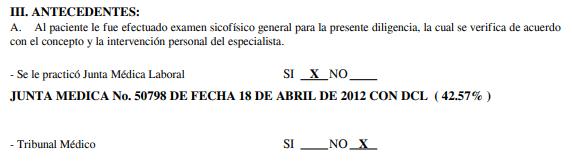 III. ANTECEDENTES:
A. Al paciente le fue efectuado examen sicofísico general para la presente diligencia, la cual se verifica de acuerdo
con el concepto y la intervención personal del especialista.
- Se le practicó Junta Médica Laboral SI __X__NO____
JUNTA MEDICA No. 50798 DE FECHA 18 DE ABRIL DE 2012 CON DCL ( 42.57% )
- Tribunal Médico SI ____NO__X__